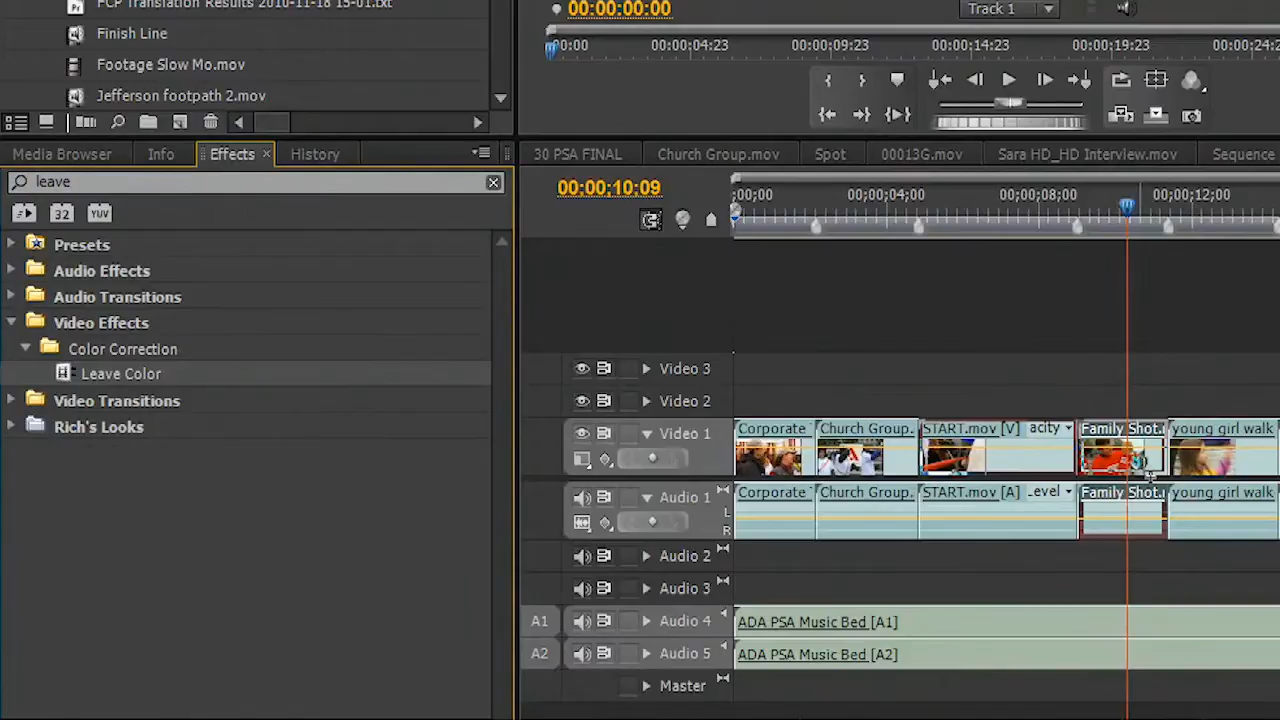 FCP Translation Results 2010-11-18 15-01.txt
Finish Line
Footage Slow Mo.mov
Jefferson footpath 2.mov
00:00:00:00
Track 1
00:00
00:00:04:23
00:00:09:23
00:00:14:23
00:00:19:23
00:00:24:2
Media Browser
Info
Effects
History
leave
32
YUV
Presets
Audio Effects
Audio Transitions
Video Effects
Color Correction
Leave Color
Video Transitions
Rich's Looks
30 PSA FINAL
Church Group.mov
Spot
00013G.mov
Sara HD_HD Interview.mov
Sequence
00;00;10;09
;00;00
00;00;04;00
00;00;08;00
00;00;12;00
Video 3
Video 2
Video 1
Corporate
Church Group.
START.mov [V]
acity
Family Shot.
young girl walk
Audio 1
L
R
Corporate
Church Group.
START.mov [A]
.evel
Family Shot.
young girl walk
Audio 2
Audio 3
A1
Audio 4
ADA PSA Music Bed [A1]
A2
Audio 5
ADA PSA Music Bed [A2]
Master